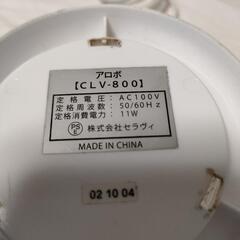 アロボ
【CLV-800】
定格電圧：AC100V
定格周波数：50/60Hz
定格消費電力：11W
PSE 株式会社セラヴィ
MADE IN CHINA
02 10 04